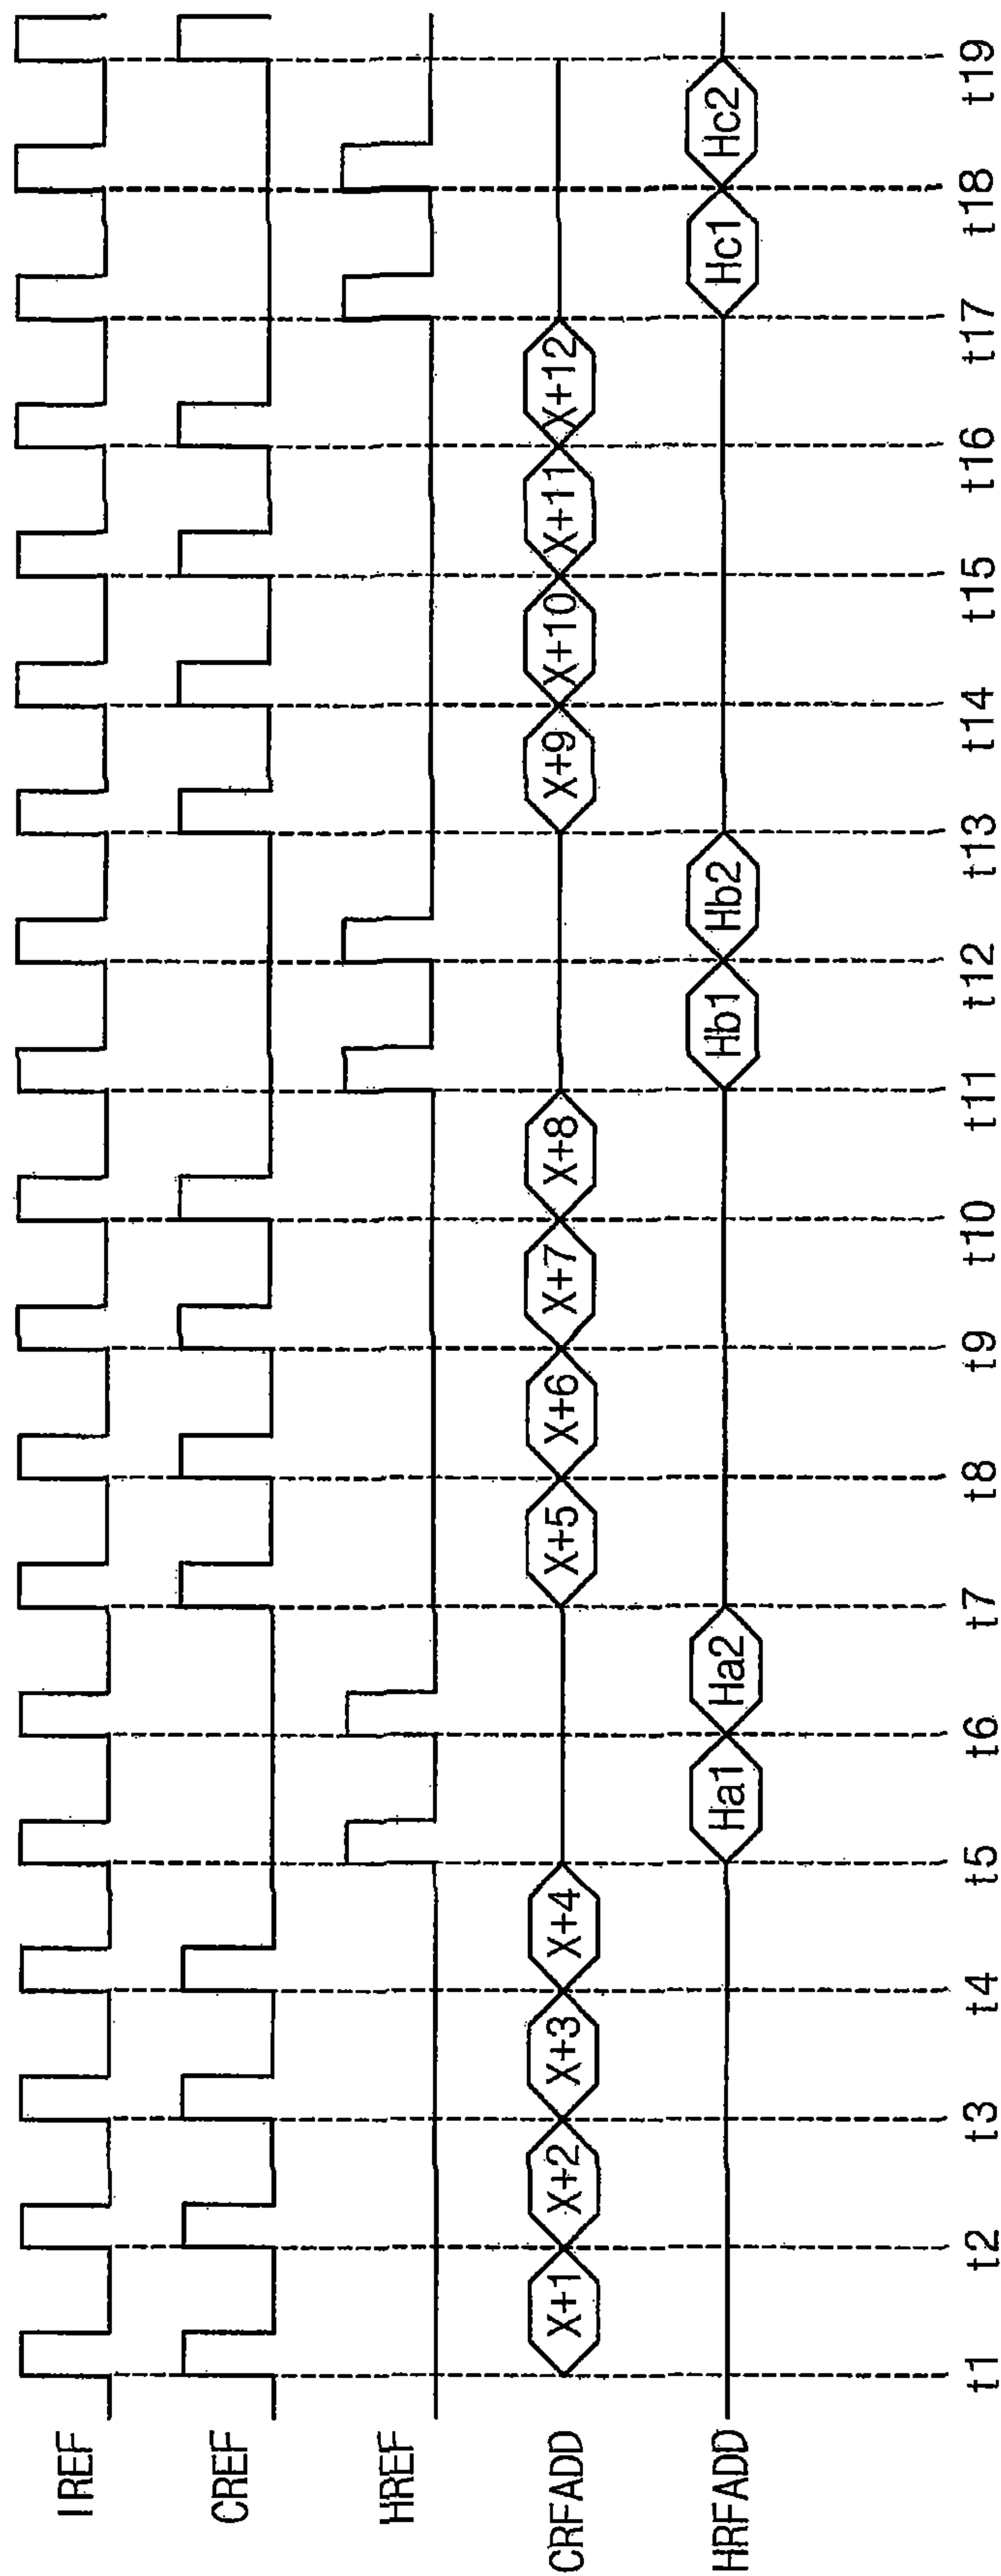 IREF
CREF
HREF
CRFADD X+1 X+2 X+3 X+4 X+5 X+6 X+7 X+8 X+9 X+10 X+11 X+12
HRFADD Ha1 Ha2 Hb1 Hb2 Hc1 Hc2
t1 t2 t3 t4 t5 t6 t7 t8 t9 t10 t11 t12 t13 t14 t15 t16 t17 t18 t19